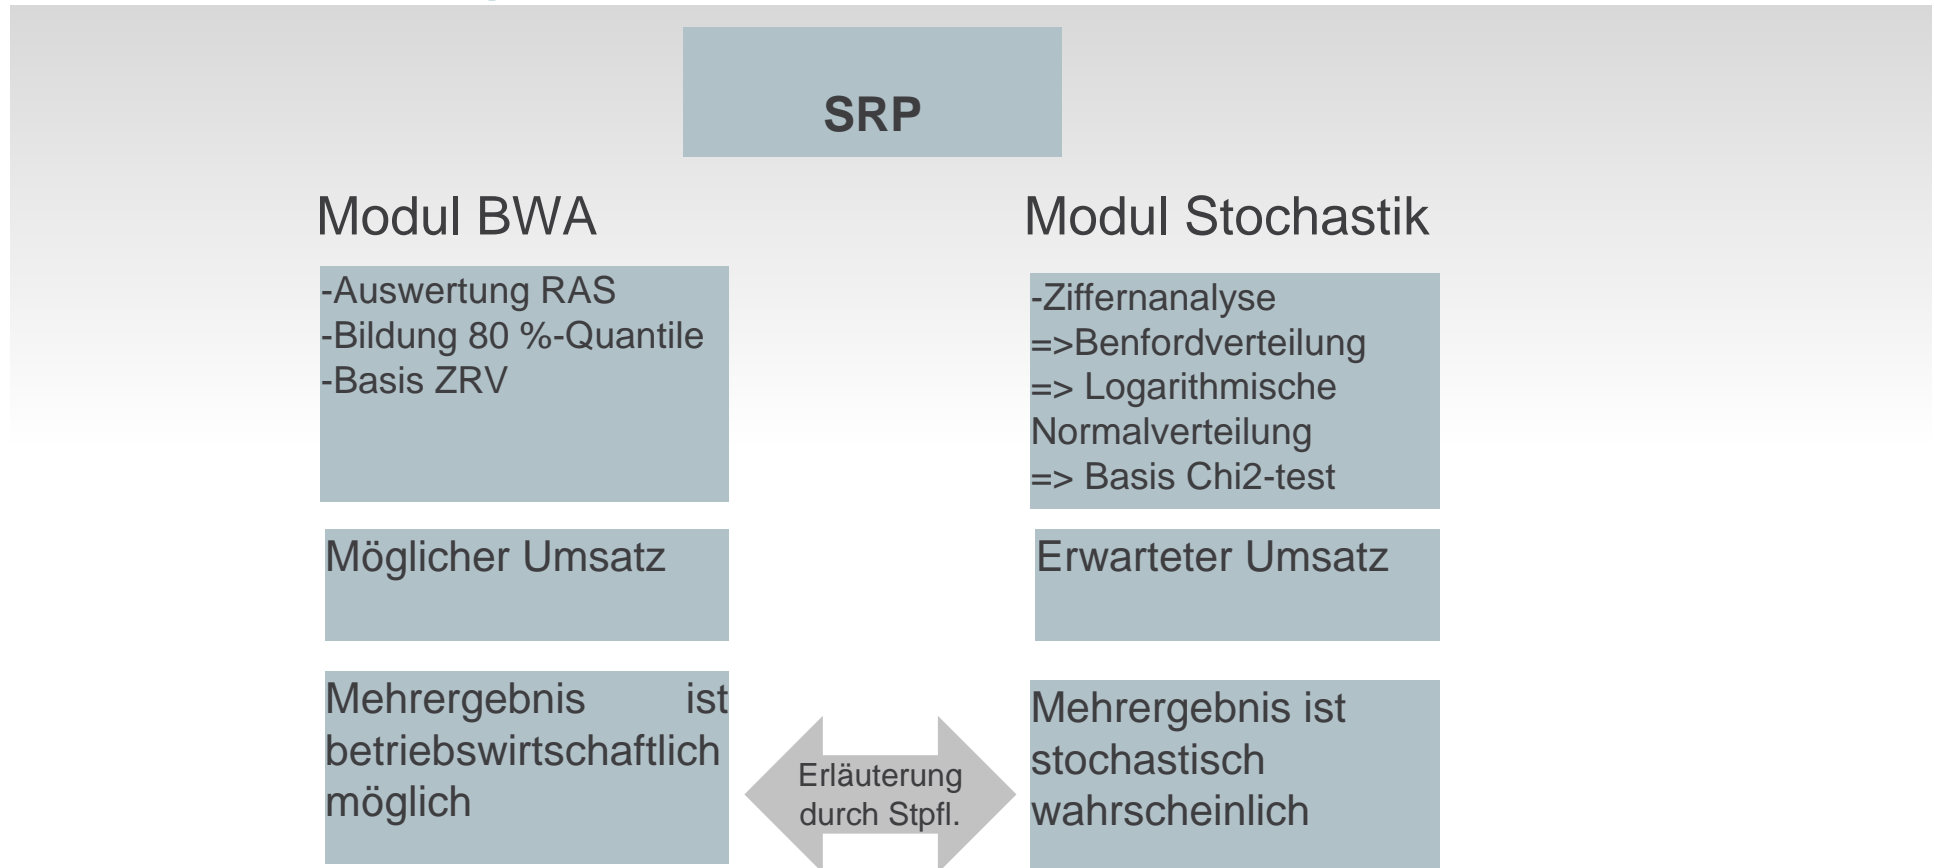 SRP
Modul BWA
-Auswertung RAS
-Bildung 80 %-Quantile
-Basis ZRV
Möglicher Umsatz
Mehrergebnis ist
betriebswirtschaftlich
möglich
Erläuterung
durch Stpfl.
Modul Stochastik
-Ziffernanalyse
=>Benfordverteilung
=> Logarithmische
Normalverteilung
=> Basis Chi2-test
Erwarteter Umsatz
Mehrergebnis ist
stochastisch
wahrscheinlich